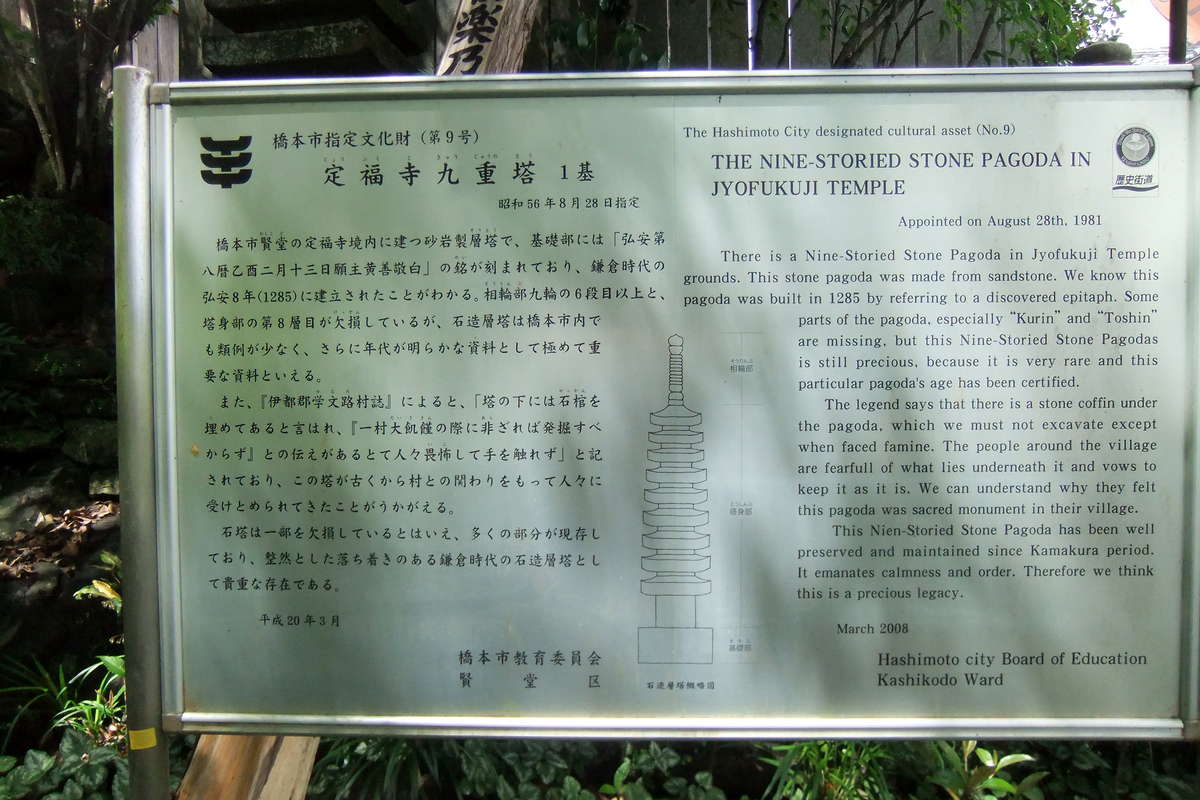 楽乃
橋本市指定文化財（第９号）
定福寺九重塔 １基
昭和56年８月28日指定
橋本市賢堂の定福寺境内に建つ砂岩製層塔で、基礎部には「弘安第
八暦乙酉二月十三日願主黄善敬白」の銘が刻まれており、鎌倉時代の
弘安８年(1285)に建立されたことがわかる。相輪部九輪の６段目以上と、
塔身部の第８層目が欠損しているが、石造層塔は橋本市内で
も類例が少なく、さらに年代が明らかな資料として極めて重
要な資料といえる。
また、『伊都郡学文路村誌』によると、「塔の下には石棺を
埋めてあると言はれ、『一村大飢饉の際に非ざれば発掘すべ
からず』との伝えがあるとて人々畏怖して手を触れず」と記
されており、この塔が古くから村との関わりをもって人々に
受けとめられてきたことがうかがえる。
石塔は一部を欠損しているとはいえ、多くの部分が現存し
ており、整然とした落ち着きのある鎌倉時代の石造層塔とし
て貴重な存在である。
平成20年３月
橋本市教育委員会
賢堂区
相輪部
塔身部
基礎部
石造層塔概略図
The Hashimoto City designated cultural asset (No.9)
THE NINE-STORIED STONE PAGODA IN
JYOFUKUJI TEMPLE
歴史街道
Appointed on August 28th, 1981
There is a Nine-Storied Stone Pagoda in Jyofukuji Temple
grounds. This stone pagoda was made from sandstone. We know this
pagoda was built in 1285 by referring to a discovered epitaph. Some
parts of the pagoda, especially “Kurin” and “Toshin”
are missing, but this Nine-Storied Stone Pagodas
is still precious, because it is very rare and this
particular pagoda's age has been certified.
The legend says that there is a stone coffin under
the pagoda, which we must not excavate except
when faced famine. The people around the village
are fearfull of what lies underneath it and vows to
keep it as it is. We can understand why they felt
this pagoda was sacred monument in their village.
This Nien-Storied Stone Pagoda has been well
preserved and maintained since Kamakura period.
It emanates calmness and order. Therefore we think
this is a precious legacy.
March 2008
Hashimoto city Board of Education
Kashikodo Ward